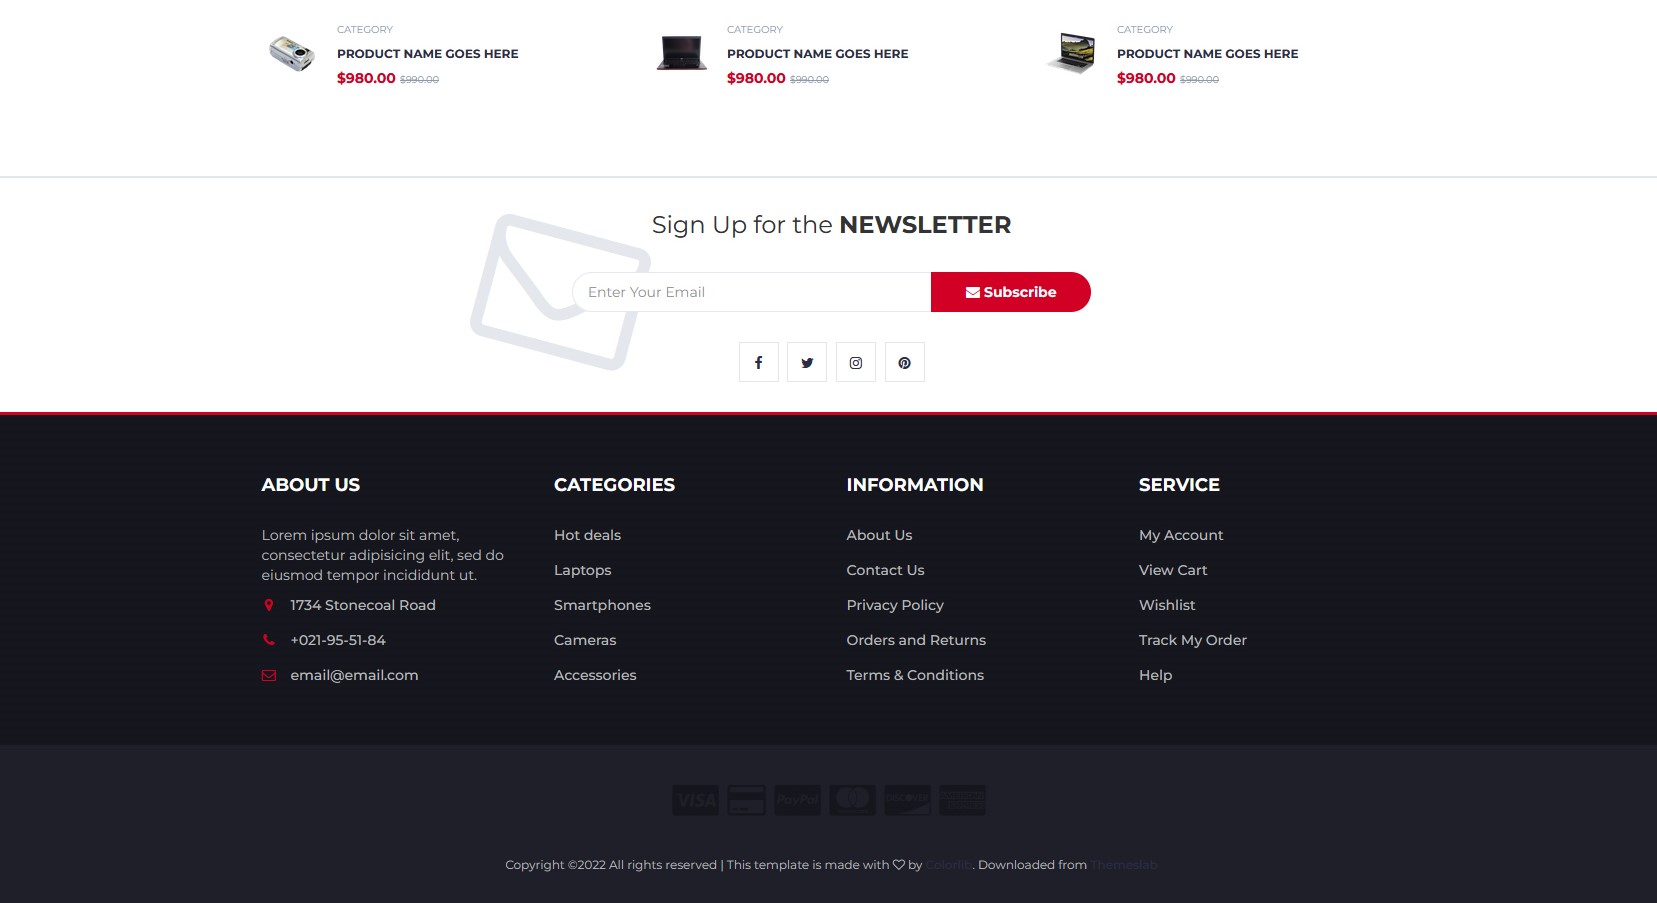 CATEGORY
PRODUCT NAME GOES HERE
$980.00 $990.00
CATEGORY
PRODUCT NAME GOES HERE
$980.00 $990.00
CATEGORY
PRODUCT NAME GOES HERE
$980.00 $990.00
Sign Up for the NEWSLETTER
Enter Your Email
Subscribe
ABOUT US
Lorem ipsum dolor sit amet,
consectetur adipisicing elit, sed do
eiusmod tempor incididunt ut.
1734 Stonecoal Road
+021-95-51-84
email@email.com
CATEGORIES
Hot deals
Laptops
Smartphones
Cameras
Accessories
INFORMATION
About Us
Contact Us
Privacy Policy
Orders and Returns
Terms & Conditions
SERVICE
My Account
View Cart
Wishlist
Track My Order
Help
VISA
PayPal
DISCOVER
Copyright ©2022 All rights reserved | This template is made with ♡ by Colorlib. Downloaded from Themeslab